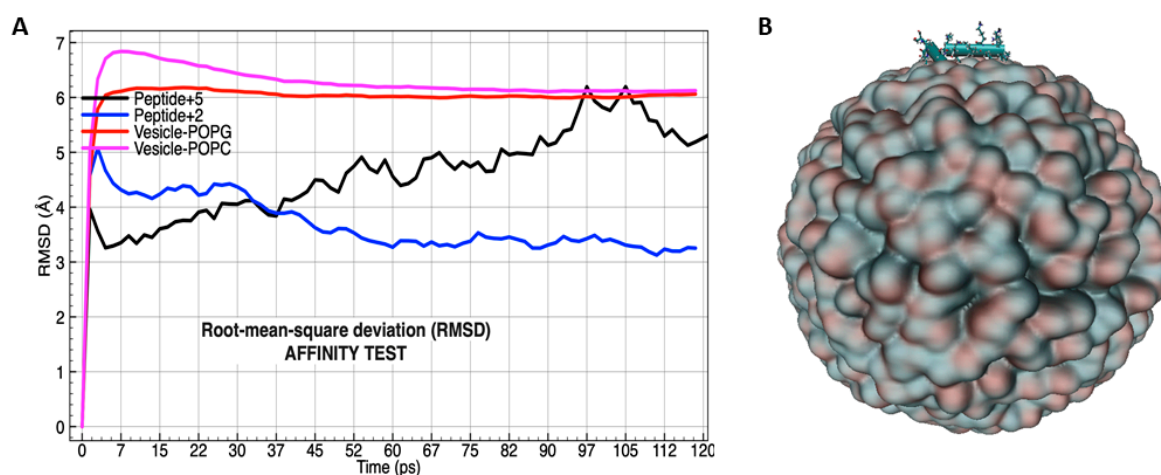 A
B
7
6
5
4
3
2
1
0
RMSD (Å)
Peptide+5
Peptide+2
Vesicle-POPG
Vesicle-POPC
Root-mean-square deviation (RMSD)
AFFINITY TEST
0 7 15 22 30 37 45 52 60 67 75 82 90 97 105 112 120
Time (ps)